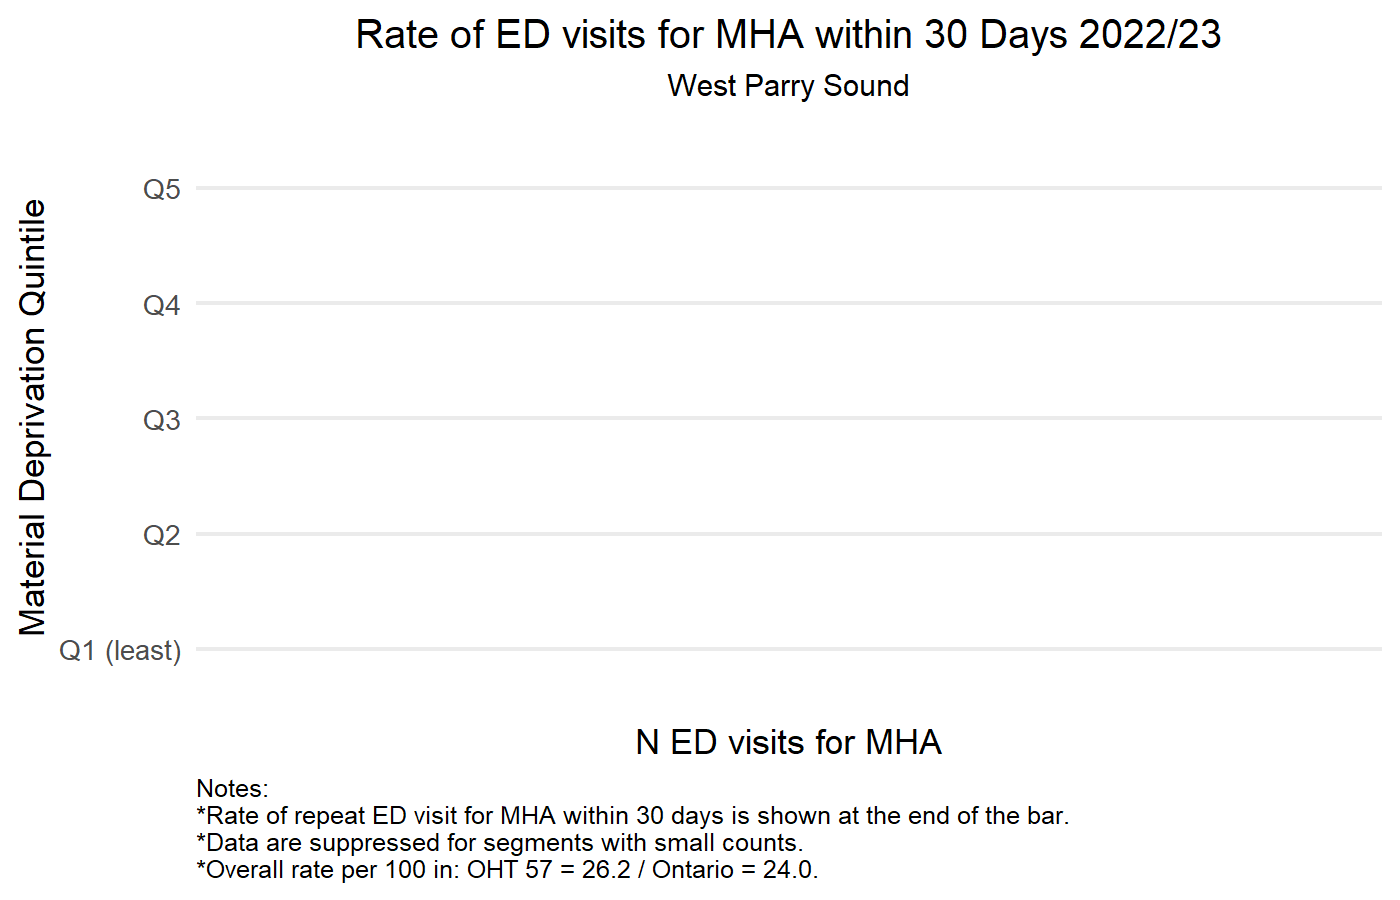 Rate of ED visits for MHA within 30 Days 2022/23
West Parry Sound
Material Deprivation Quintile
Q5
Q4
Q3
Q2
Q1 (least)
N ED visits for MHA
Notes:
*Rate of repeat ED visit for MHA within 30 days is shown at the end of the bar.
*Data are suppressed for segments with small counts.
*Overall rate per 100 in: OHT 57 = 26.2 / Ontario = 24.0.